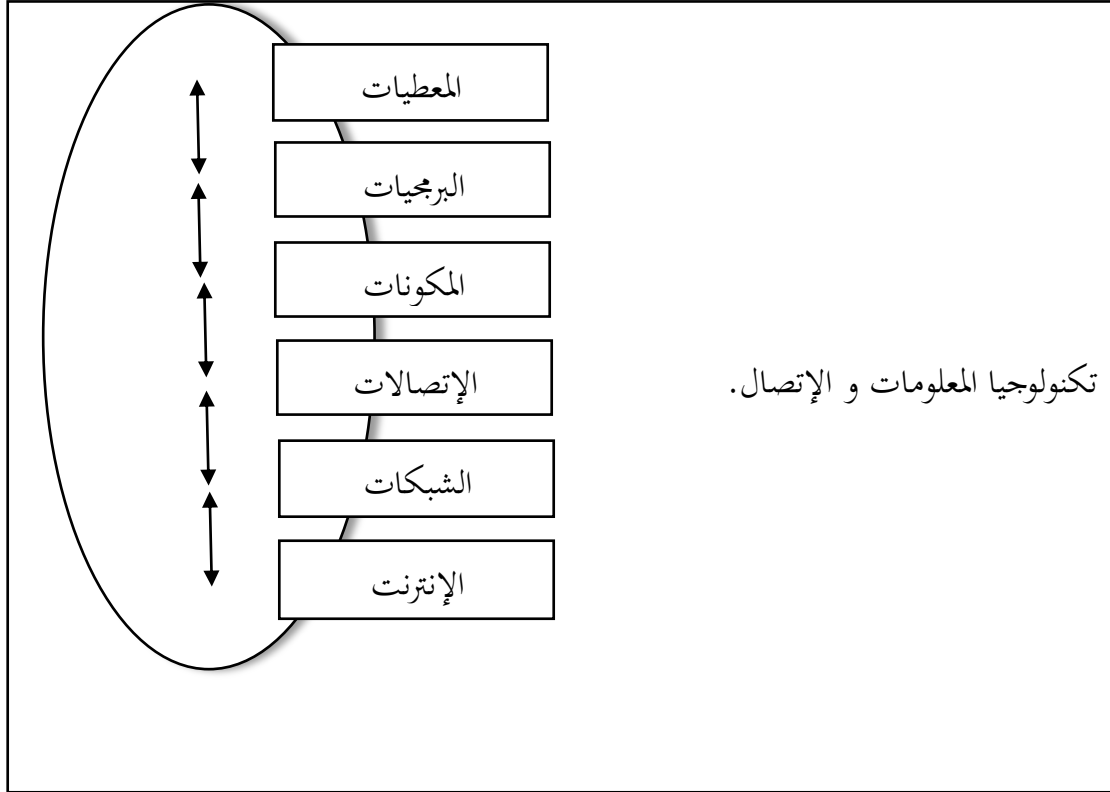 المعطيات
البرمجيات
المكونات
الإتصالات
تكنولوجيا المعلومات و الإتصال.
الشبكات
الإنترنت